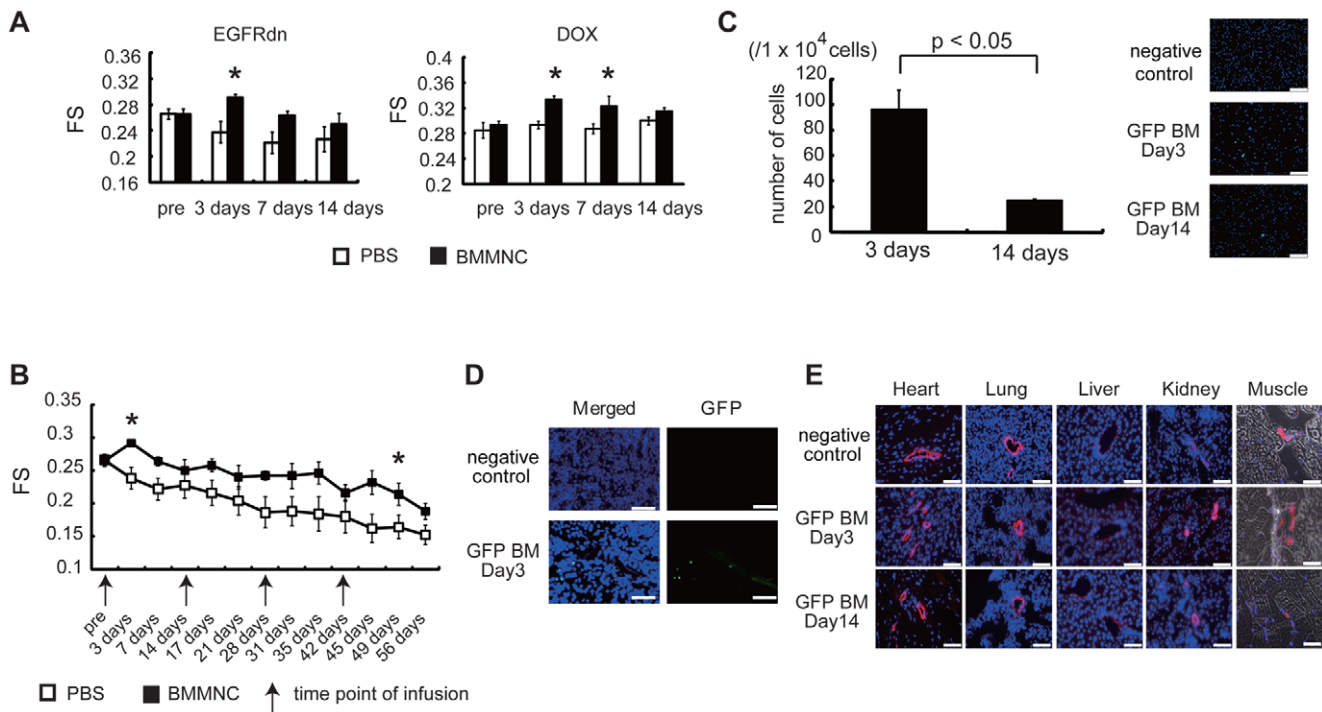 A
EGFRdn
FS
0.36
0.32
0.28
0.24
0.2
0.16
*
pre 3 days 7 days 14 days
DOX
FS
0.4
0.36
0.32
0.28
0.24
0.2
* *
pre 3 days 7 days 14 days
PBS BMMNC
C
(/1 x 10⁴ cells)
p < 0.05
number of cells
120
100
80
60
40
20
0
3 days 14 days
negative control
GFP BM Day3
GFP BM Day14
B
FS
0.35
0.3
0.25
0.2
0.15
0.1
* *
pre
3 days
7 days
14 days
17 days
21 days
28 days
31 days
35 days
42 days
45 days
49 days
56 days
PBS BMMNC time point of infusion
D
Merged GFP
negative control
GFP BM Day3
E
Heart Lung Liver Kidney Muscle
negative control
GFP BM Day3
GFP BM Day14